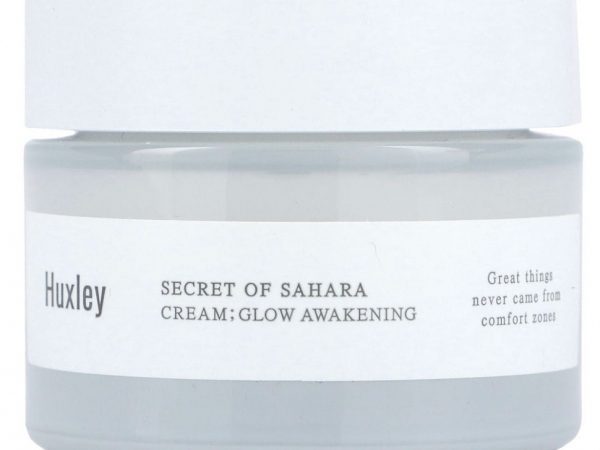 Huxley
SECRET OF SAHARA
CREAM; GLOW AWAKENING
Great things
never came from
comfort zones